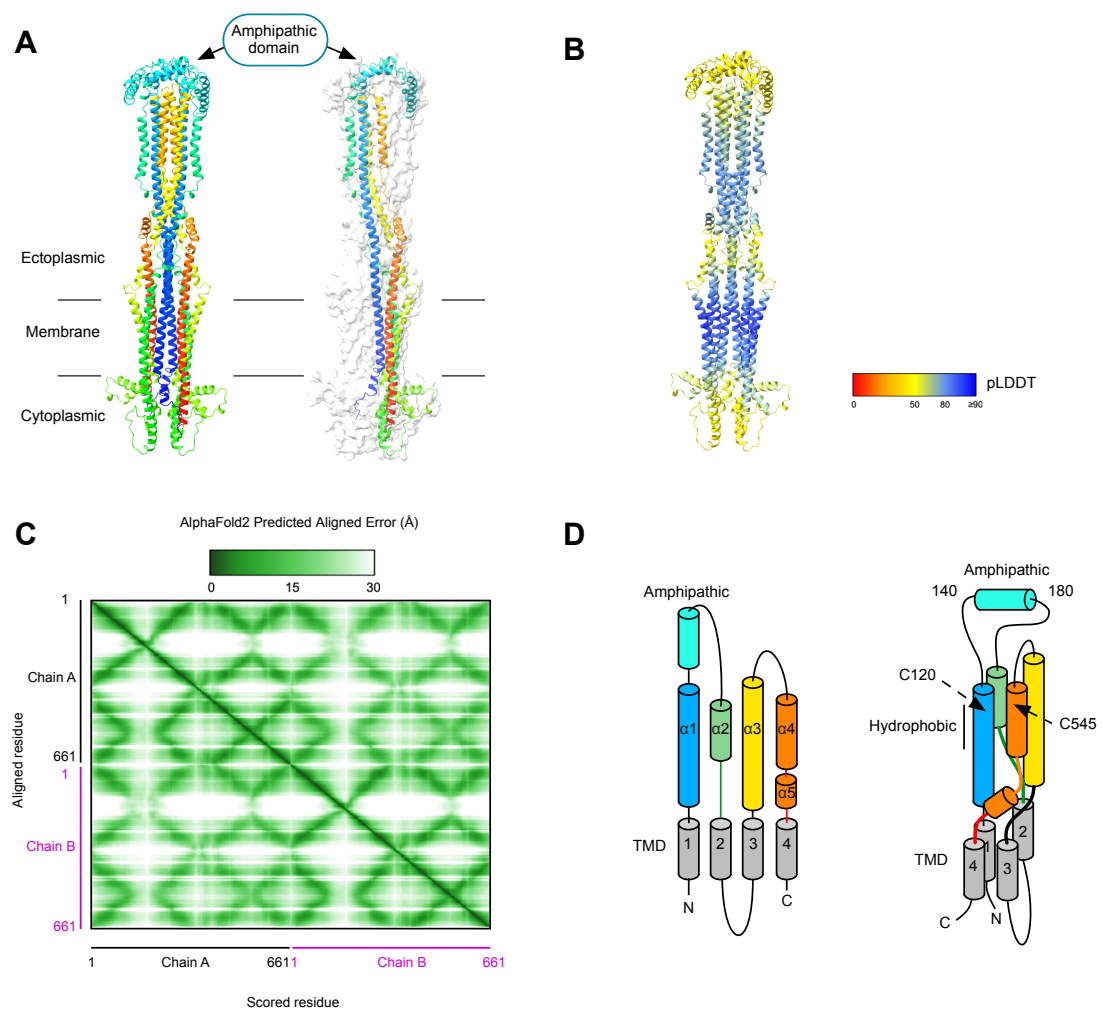 A
Amphipathic
domain
Ectoplasmic
Membrane
Cytoplasmic
B
pLDDT
0 50 80 ≥90
C
AlphaFold2 Predicted Aligned Error (Å)
0 15 30
1
Chain A
661
1
Chain B
661
Aligned residue
1 Chain A 661 1 Chain B 661
Scored residue
D
Amphipathic
α1 α2 α3 α4
α5
TMD 1 2 3 4
N C
Amphipathic
140 180
C120
Hydrophobic
C545
TMD
4 1 3 2
C N